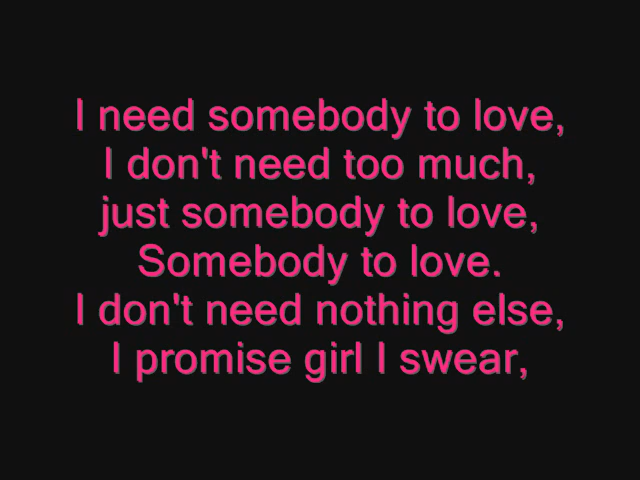 I need somebody to love,
I don't need too much,
just somebody to love,
Somebody to love.
I don't need nothing else,
I promise girl I swear,